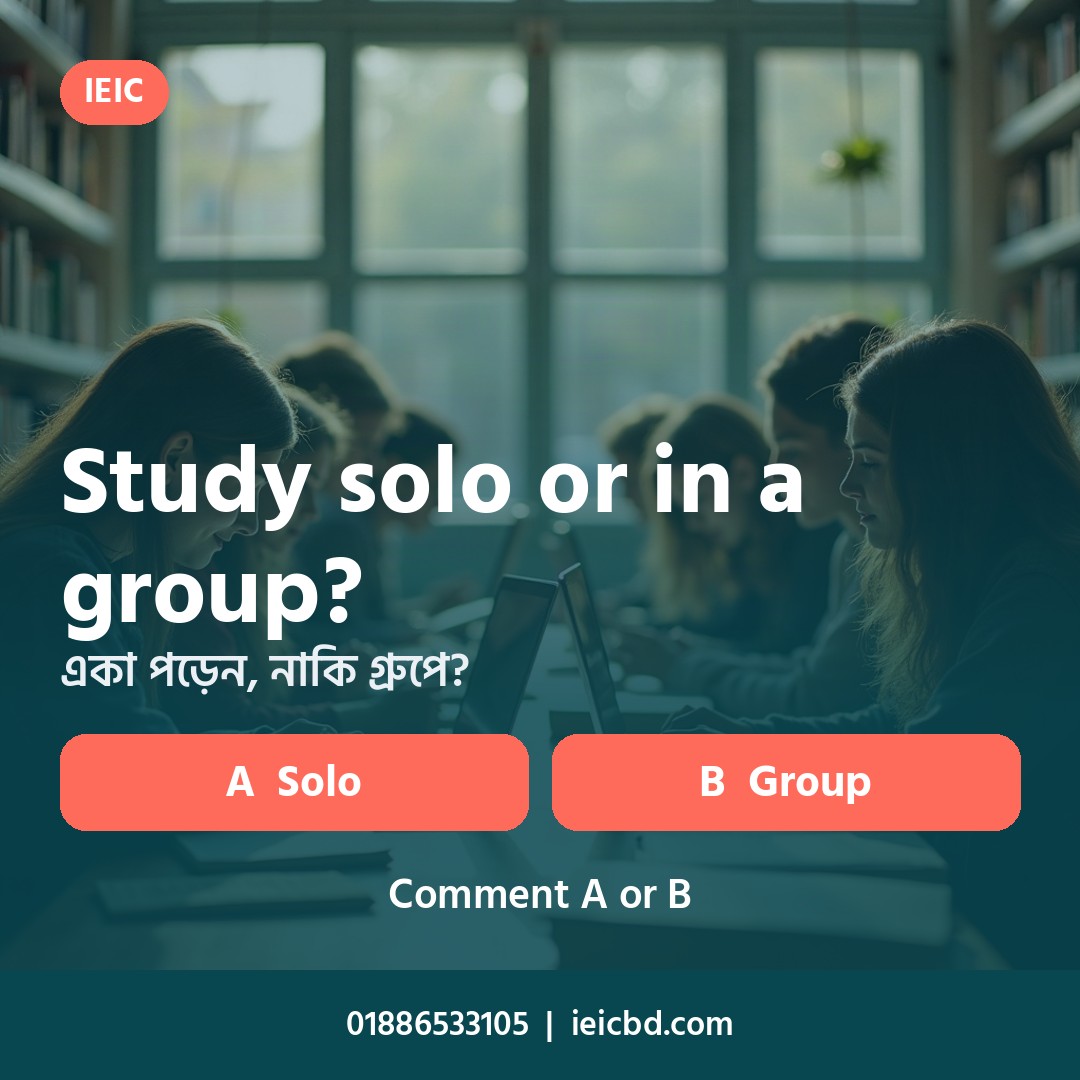 IEIC
Study solo or in a
group?
একা পড়েন, নাকি গ্রুপে?
A Solo
B Group
Comment A or B
01886533105 | ieicbd.com